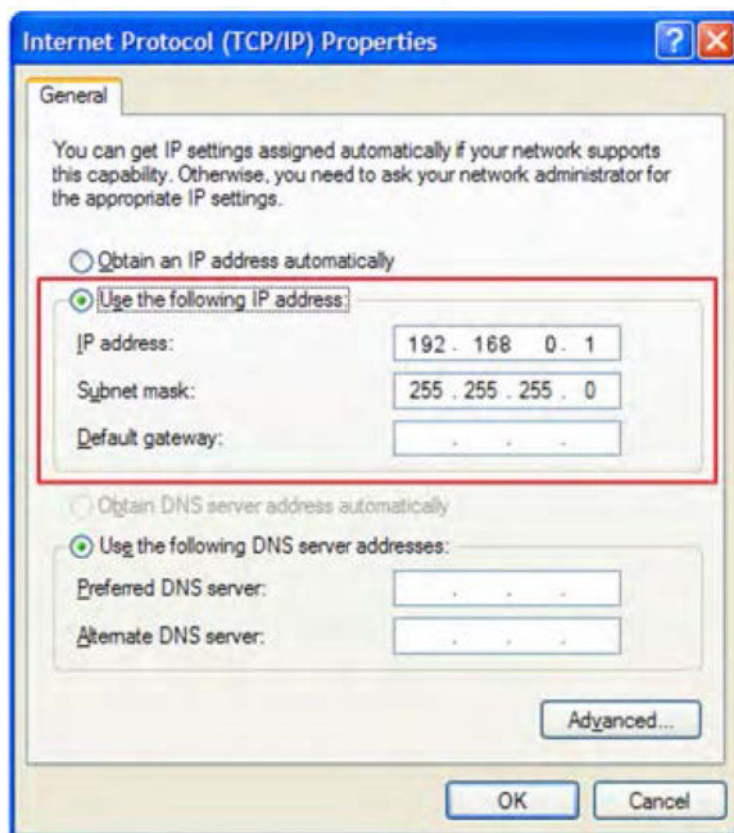 Internet Protocol (TCP/IP) Properties
General
You can get IP settings assigned automatically if your network supports
this capability. Otherwise, you need to ask your network administrator for
the appropriate IP settings.
Obtain an IP address automatically
Use the following IP address:
IP address: 192 . 168 0 . 1
Subnet mask: 255 . 255 . 255 . 0
Default gateway: . . .
Obtain DNS server address automatically
Use the following DNS server addresses:
Preferred DNS server: . . .
Alternate DNS server: . . .
Advanced...
OK Cancel